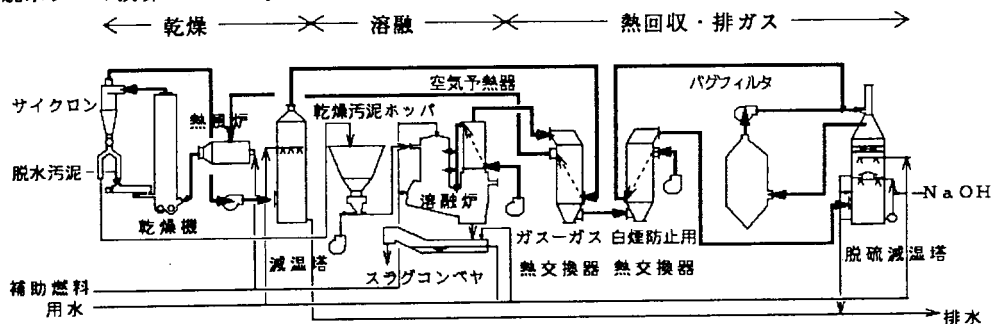 乾燥 溶融 熱回収・排ガス
空気予熱器 バグフィルタ
サイクロン 熱風炉 乾燥汚泥ホッパ
脱水汚泥
溶融炉 NaOH
乾燥機 ガスーガス 白煙防止用
減温塔 熱交換器 熱交換器 脱硫減温塔
スラグコンベヤ
補助燃料
用水
排水